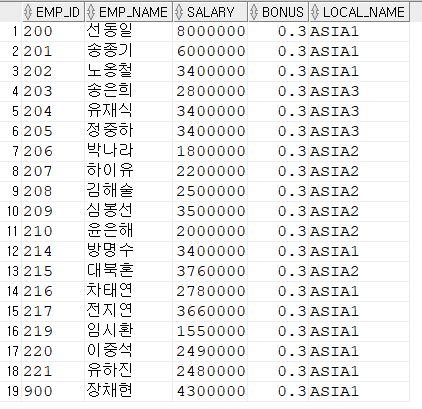 EMP_ID EMP_NAME SALARY BONUS LOCAL_NAME
1 200 선동일 8000000 0.3 ASIA1
2 201 송종기 6000000 0.3 ASIA1
3 202 노옹철 3400000 0.3 ASIA1
4 203 송은희 2800000 0.3 ASIA3
5 204 유재식 3400000 0.3 ASIA3
6 205 정중하 3400000 0.3 ASIA3
7 206 박나라 1800000 0.3 ASIA2
8 207 하이유 2200000 0.3 ASIA2
9 208 김해술 2500000 0.3 ASIA2
10 209 심봉선 3500000 0.3 ASIA2
11 210 윤은해 2000000 0.3 ASIA2
12 214 방명수 3400000 0.3 ASIA1
13 215 대북혼 3760000 0.3 ASIA2
14 216 차태연 2780000 0.3 ASIA1
15 217 전지연 3660000 0.3 ASIA1
16 219 임시환 1550000 0.3 ASIA1
17 220 이중석 2490000 0.3 ASIA1
18 221 유하진 2480000 0.3 ASIA1
19 900 장채현 4300000 0.3 ASIA1